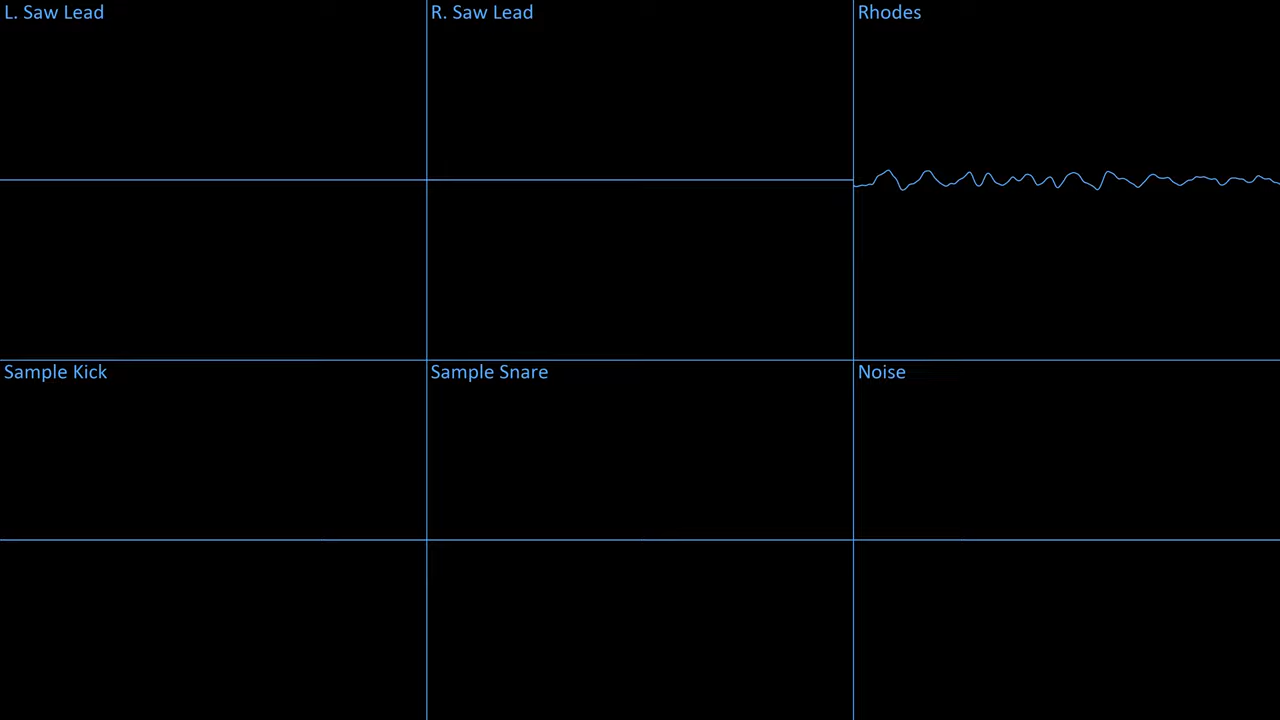 L. Saw Lead
R. Saw Lead
Rhodes
Sample Kick
Sample Snare
Noise